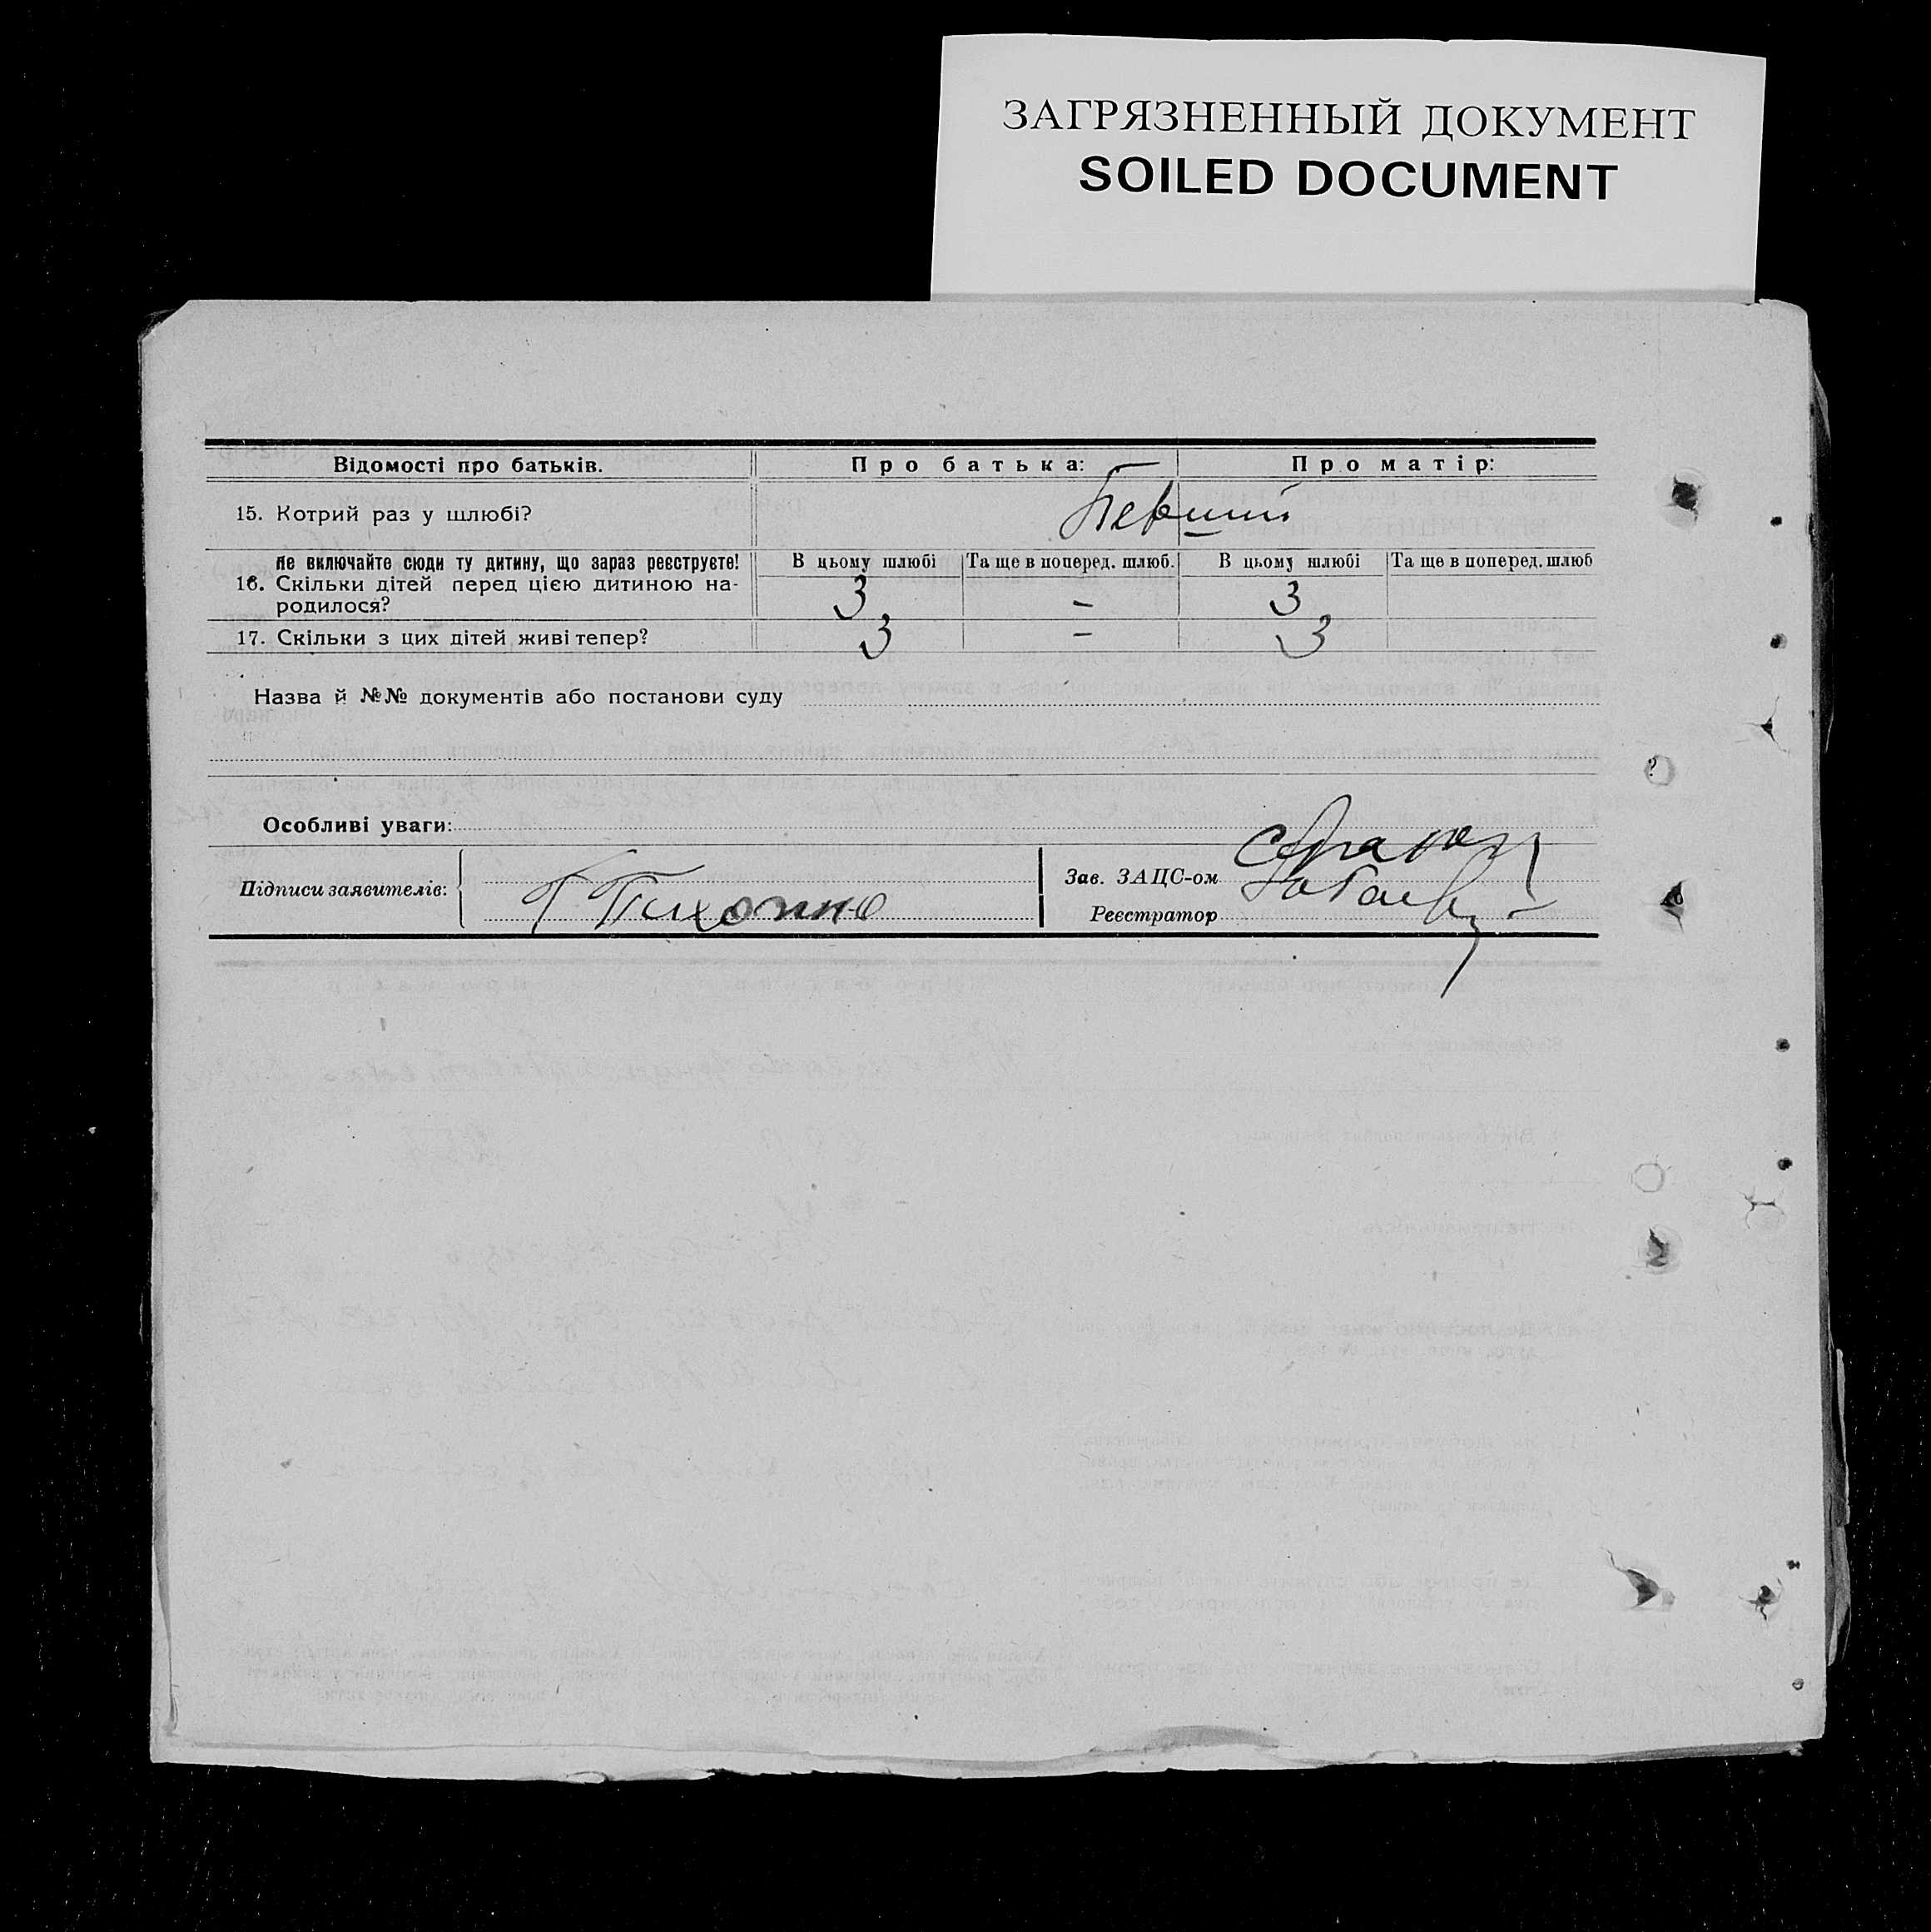 ЗАГРЯЗНЕННЫЙ ДОКУМЕНТ
SOILED DOCUMENT
Відомості про батьків. Про батька: Про матір:
15. Котрий раз у шлюбі? Первший
Не включайте сюди ту дитину, що зараз реєструєте! В цьому шлюбі Та ще в поперед. шлюб. В цьому шлюбі Та ще в поперед. шлюб
16. Скільки дітей перед цією дитиною на-
родилося? 3 – 3
17. Скільки з цих дітей живі тепер? 3 – 3
Назва й №№ документів або постанови суду
Особливі уваги:
Підписи заявителів: Зав. ЗАЦС-ом
Реєстратор